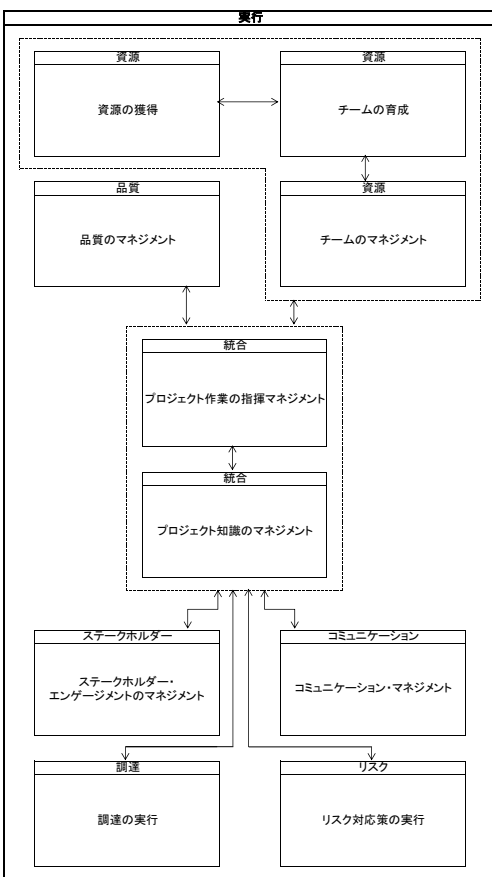 実行
資源
資源の獲得
資源
チームの育成
品質
品質のマネジメント
資源
チームのマネジメント
統合
プロジェクト作業の指揮マネジメント
統合
プロジェクト知識のマネジメント
ステークホルダー
ステークホルダー・
エンゲージメントのマネジメント
コミュニケーション
コミュニケーション・マネジメント
調達
調達の実行
リスク
リスク対応策の実行